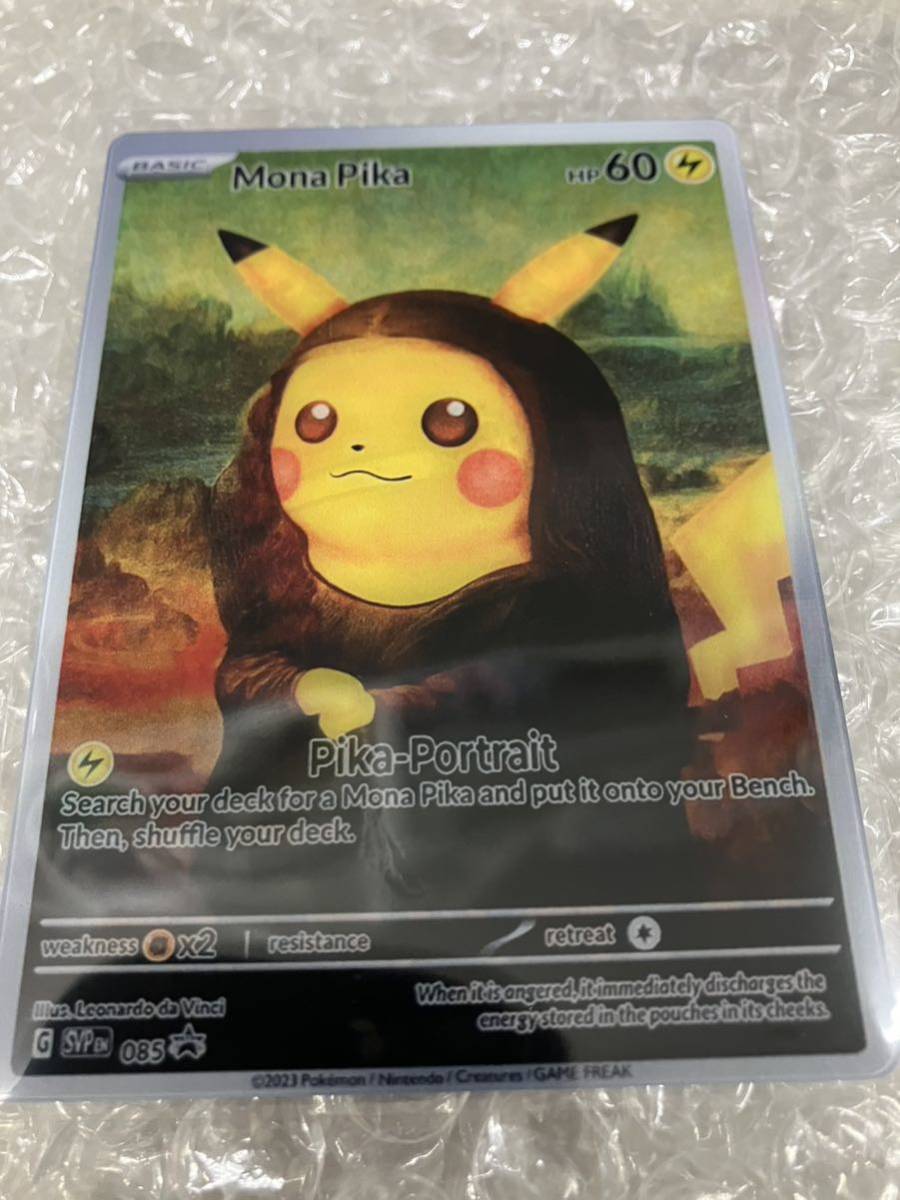 BASIC Mona Pika HP 60
Pika-Portrait
Search your deck for a Mona Pika and put it onto your Bench.
Then, shuffle your deck.
weakness x2 resistance retreat
When it is angered, it immediately discharges the
energy stored in the pouches in its cheeks.
Illus. Leonardo da Vinci
G SVP EN 085
©2023 Pokémon / Nintendo / Creatures / GAME FREAK